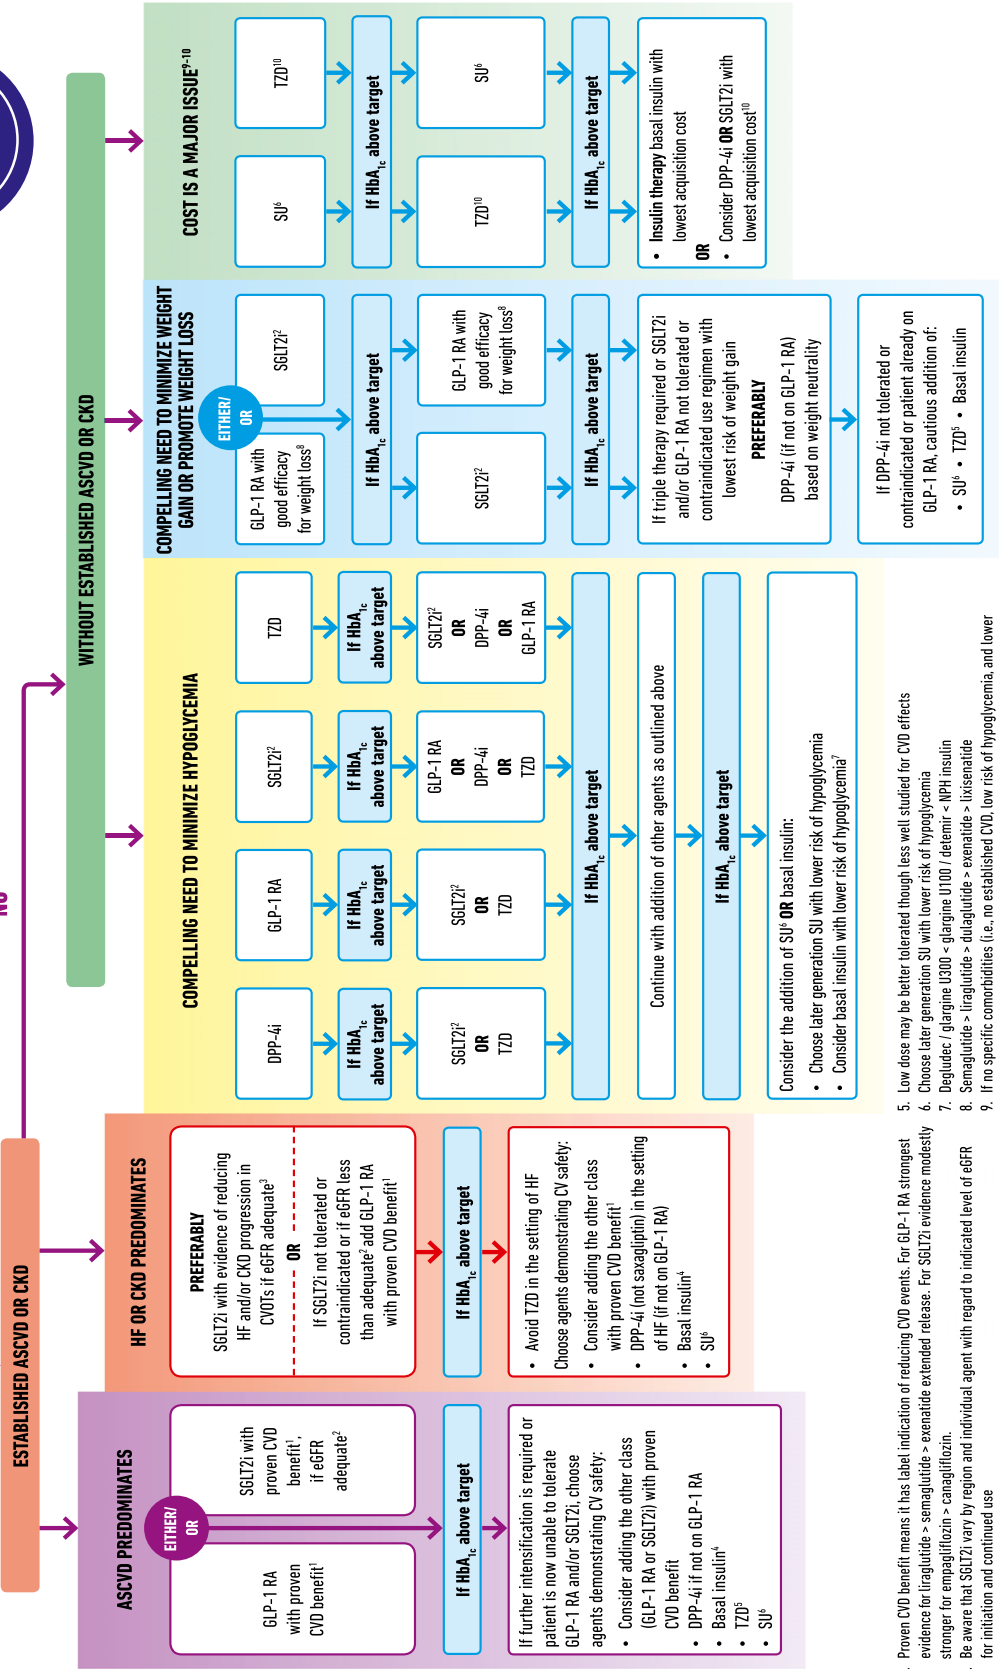 NO
ESTABLISHED ASCVD OR CKD
WITHOUT ESTABLISHED ASCVD OR CKD
ASCVD PREDOMINATES
EITHER/
OR
GLP-1 RA
with proven
CVD benefit1
SGLT2i with
proven CVD
benefit1,
if eGFR
adequate2
If HbA1c above target
If further intensification is required or
patient is now unable to tolerate
GLP-1 RA and/or SGLT2i, choose
agents demonstrating CV safety:
• Consider adding the other class
(GLP-1 RA or SGLT2i) with proven
CVD benefit
• DPP-4i if not on GLP-1 RA
• Basal insulin4
• TZD5
• SU6
HF OR CKD PREDOMINATES
PREFERABLY
SGLT2i with evidence of reducing
HF and/or CKD progression in
CVOTs if eGFR adequate3
OR
If SGLT2i not tolerated or
contraindicated or if eGFR less
than adequate2 add GLP-1 RA
with proven CVD benefit1
If HbA1c above target
• Avoid TZD in the setting of HF
Choose agents demonstrating CV safety:
• Consider adding the other class
with proven CVD benefit1
• DPP-4i (not saxagliptin) in the setting
of HF (if not on GLP-1 RA)
• Basal insulin4
• SU6
COMPELLING NEED TO MINIMIZE HYPOGLYCEMIA
DPP-4i
If HbA1c
above target
SGLT2i2
OR
TZD
GLP-1 RA
If HbA1c
above target
SGLT2i2
OR
TZD
SGLT2i2
If HbA1c
above target
GLP-1 RA
OR
DPP-4i
OR
TZD
TZD
If HbA1c
above target
SGLT2i2
OR
DPP-4i
OR
GLP-1 RA
If HbA1c above target
Continue with addition of other agents as outlined above
If HbA1c above target
Consider the addition of SU6 OR basal insulin:
• Choose later generation SU with lower risk of hypoglycemia
• Consider basal insulin with lower risk of hypoglycemia7
COMPELLING NEED TO MINIMIZE WEIGHT
GAIN OR PROMOTE WEIGHT LOSS
EITHER/
OR
GLP-1 RA with
good efficacy
for weight loss8
SGLT2i2
If HbA1c above target
SGLT2i2
GLP-1 RA with
good efficacy
for weight loss8
If HbA1c above target
If triple therapy required or SGLT2i
and/or GLP-1 RA not tolerated or
contraindicated use regimen with
lowest risk of weight gain
PREFERABLY
DPP-4i (if not on GLP-1 RA)
based on weight neutrality
If DPP-4i not tolerated or
contraindicated or patient already on
GLP-1 RA, cautious addition of:
• SU6 • TZD5 • Basal insulin
COST IS A MAJOR ISSUE9-10
SU6
TZD10
If HbA1c above target
TZD10
SU6
If HbA1c above target
• Insulin therapy basal insulin with
lowest acquisition cost
OR
• Consider DPP-4i OR SGLT2i with
lowest acquisition cost10
Proven CVD benefit means it has label indication of reducing CVD events. For GLP-1 RA strongest
evidence for liraglutide > semaglutide > exenatide extended release. For SGLT2i evidence modestly
stronger for empagliflozin > canagliflozin.
Be aware that SGLT2i vary by region and individual agent with regard to indicated level of eGFR
for initiation and continued use
5. Low dose may be better tolerated though less well studied for CVD effects
6. Choose later generation SU with lower risk of hypoglycemia
7. Degludec / glargine U300 < glargine U100 / detemir < NPH insulin
8. Semaglutide > liraglutide > dulaglutide > exenatide > lixisenatide
9. If no specific comorbidities (i.e., no established CVD, low risk of hypoglycemia, and lower